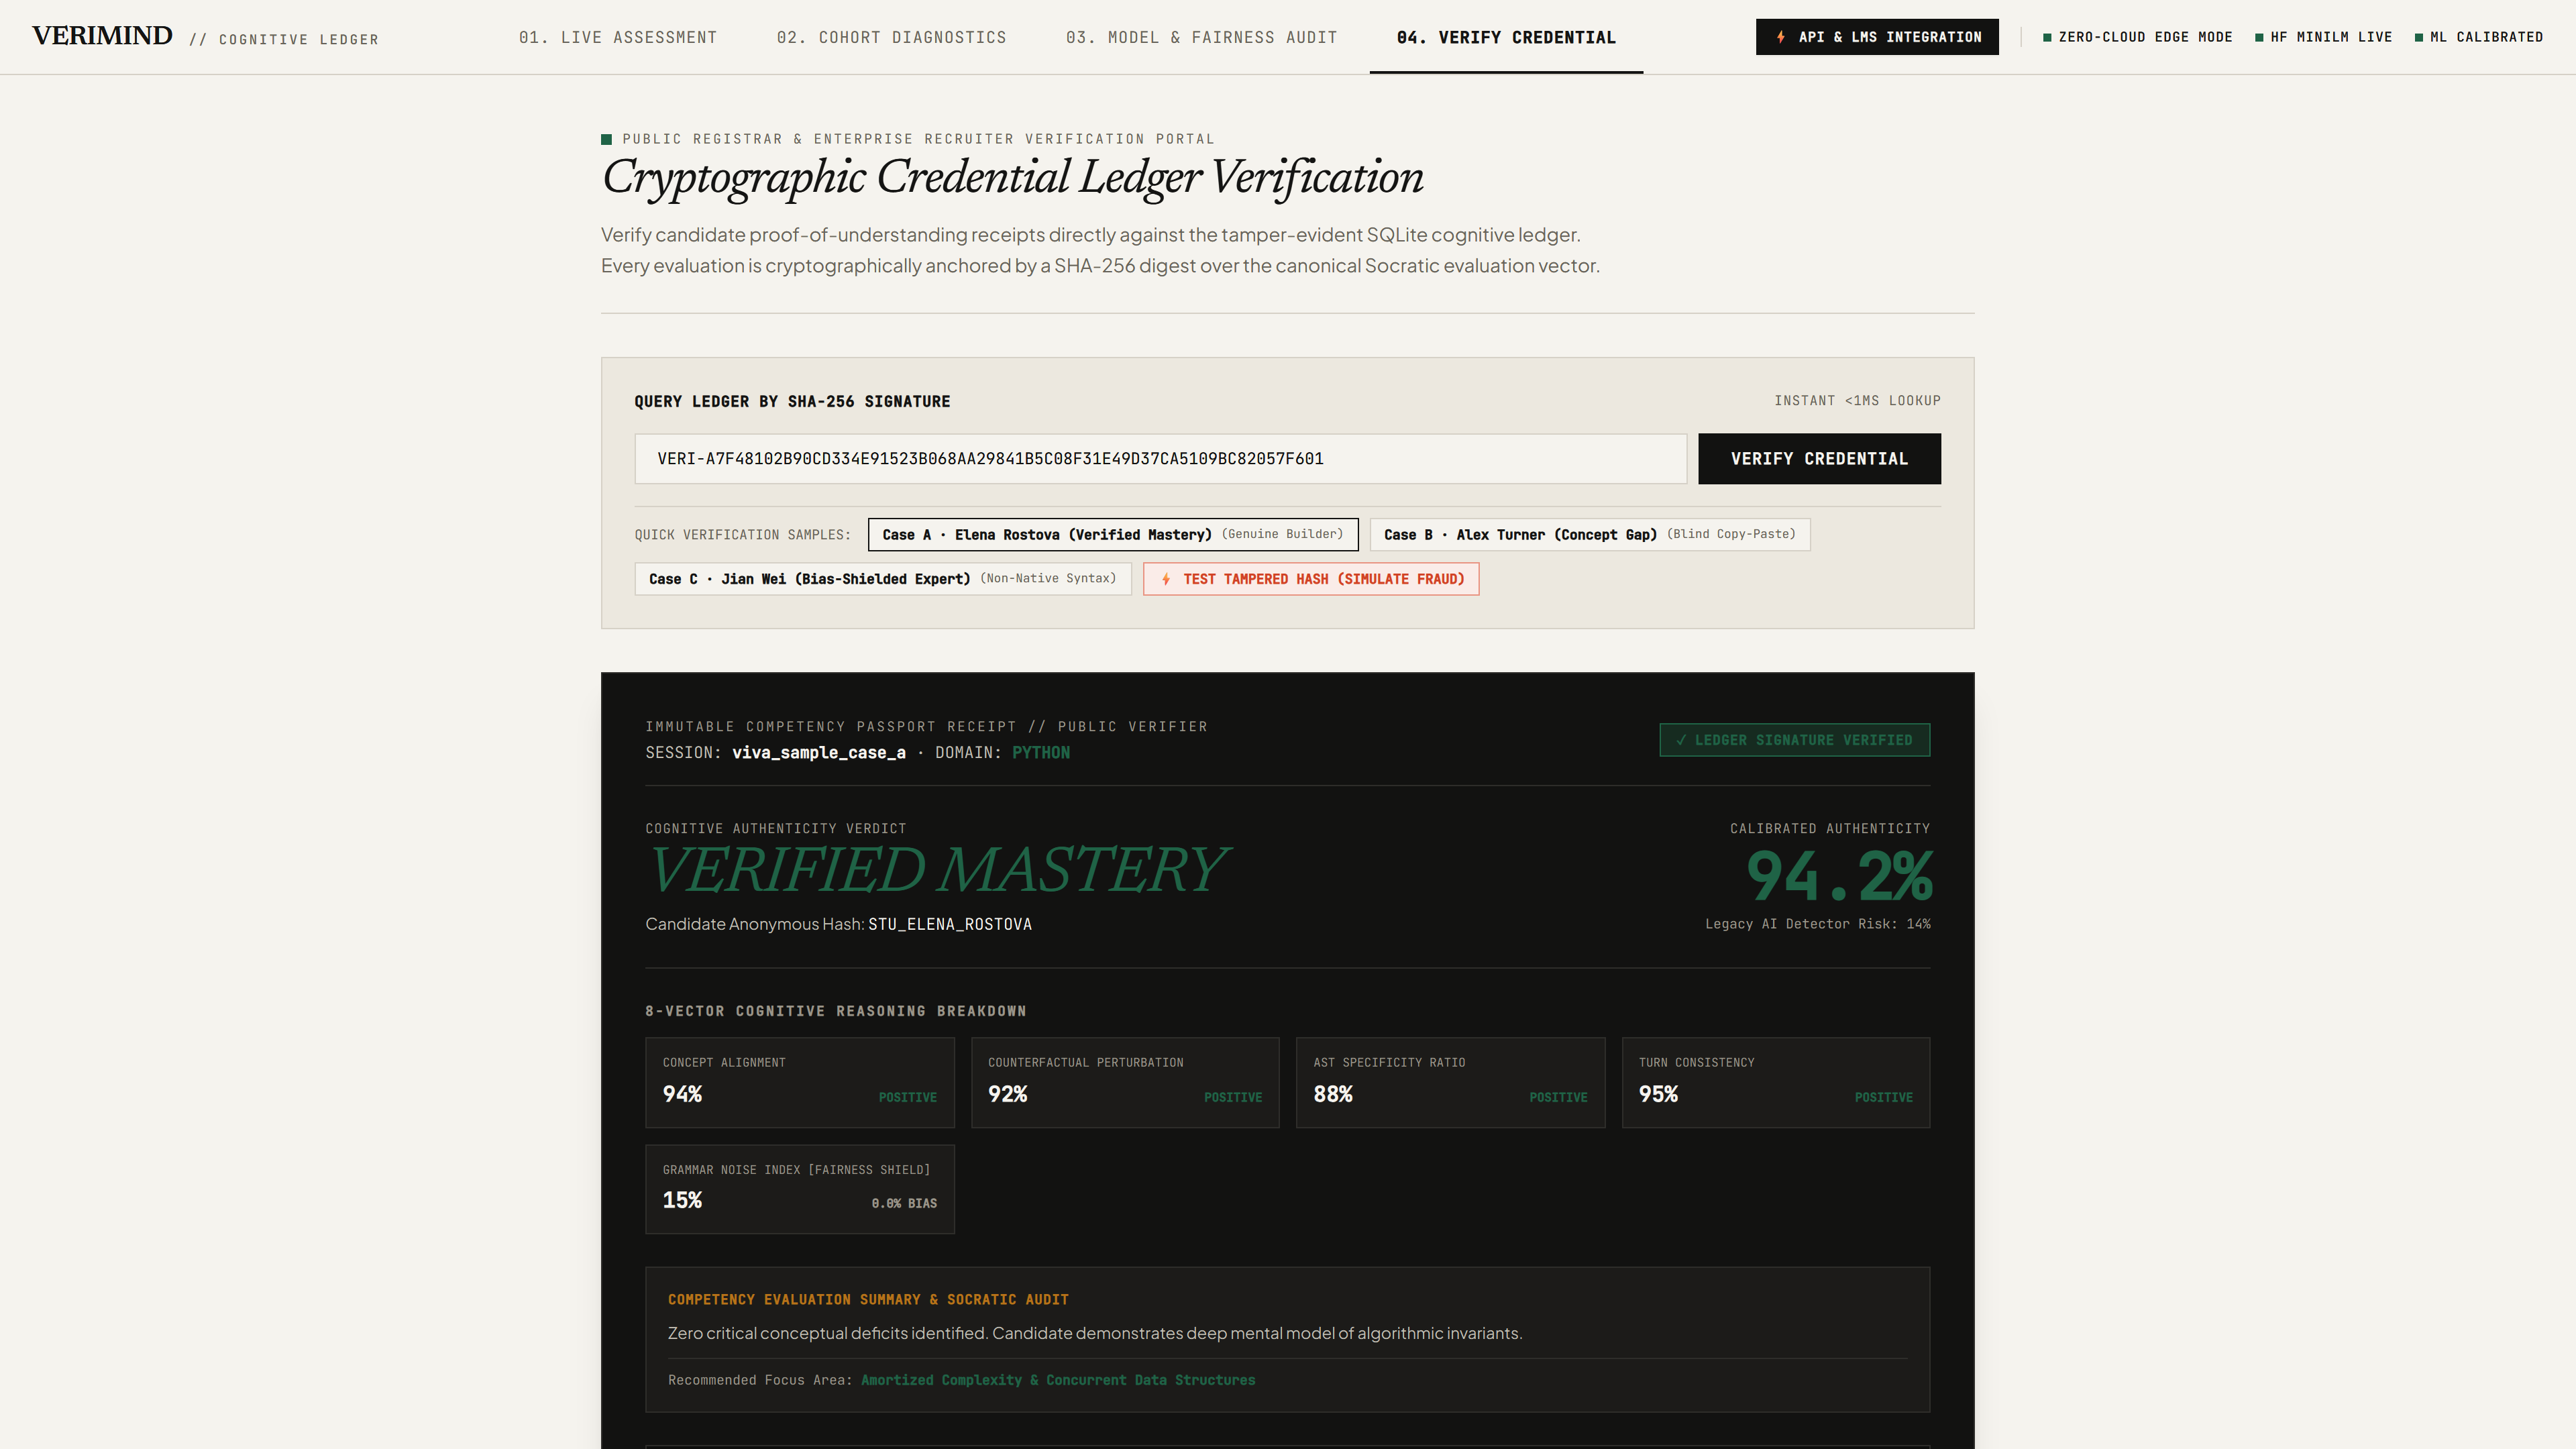 VERIMIND // COGNITIVE LEDGER
01. LIVE ASSESSMENT
02. COHORT DIAGNOSTICS
03. MODEL & FAIRNESS AUDIT
04. VERIFY CREDENTIAL
API & LMS INTEGRATION
ZERO-CLOUD EDGE MODE
HF MINILM LIVE
ML CALIBRATED
PUBLIC REGISTRAR & ENTERPRISE RECRUITER VERIFICATION PORTAL
Cryptographic Credential Ledger Verification
Verify candidate proof-of-understanding receipts directly against the tamper-evident SQLite cognitive ledger.
Every evaluation is cryptographically anchored by a SHA-256 digest over the canonical Socratic evaluation vector.
QUERY LEDGER BY SHA-256 SIGNATURE
INSTANT <1MS LOOKUP
VERI-A7F48102B90CD334E91523B068AA29841B5C08F31E49D37CA5109BC82057F601
VERIFY CREDENTIAL
QUICK VERIFICATION SAMPLES:
Case A · Elena Rostova (Verified Mastery) (Genuine Builder)
Case B · Alex Turner (Concept Gap) (Blind Copy-Paste)
Case C · Jian Wei (Bias-Shielded Expert) (Non-Native Syntax)
TEST TAMPERED HASH (SIMULATE FRAUD)
IMMUTABLE COMPETENCY PASSPORT RECEIPT // PUBLIC VERIFIER
SESSION: viva_sample_case_a · DOMAIN: PYTHON
✓ LEDGER SIGNATURE VERIFIED
COGNITIVE AUTHENTICITY VERDICT
VERIFIED MASTERY
Candidate Anonymous Hash: STU_ELENA_ROSTOVA
CALIBRATED AUTHENTICITY
94.2%
Legacy AI Detector Risk: 14%
8-VECTOR COGNITIVE REASONING BREAKDOWN
CONCEPT ALIGNMENT
94% POSITIVE
COUNTERFACTUAL PERTURBATION
92% POSITIVE
AST SPECIFICITY RATIO
88% POSITIVE
TURN CONSISTENCY
95% POSITIVE
GRAMMAR NOISE INDEX [FAIRNESS SHIELD]
15% 0.0% BIAS
COMPETENCY EVALUATION SUMMARY & SOCRATIC AUDIT
Zero critical conceptual deficits identified. Candidate demonstrates deep mental model of algorithmic invariants.
Recommended Focus Area: Amortized Complexity & Concurrent Data Structures